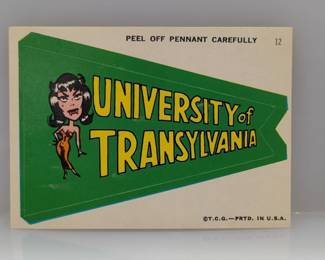 PEEL OFF PENNANT CAREFULLY 12
UNIVERSITY of
TRANSYLVANIA
©T.C.G.—PRTD. IN U.S.A.